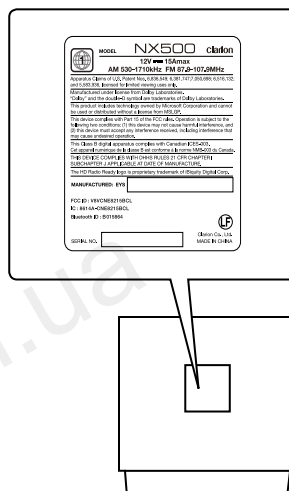 MODEL NX500 clarion
12V ⎓ 15Amax
AM 530-1710kHz FM 87.9-107.9MHz
Apparatus Claims of U.S. Patent Nos. 6,836,549; 6,381,747;7,050,698; 6,516,132;
and 5,583,936, licensed for limited viewing uses only.
Manufactured under license from Dolby Laboratories.
"Dolby" and the double-D symbol are trademarks of Dolby Laboratories.
This product includes technology owned by Microsoft Corporation and cannot
be used or distributed without a license from MSLGP.
This device complies with Part 15 of the FCC rules. Operation is subject to the
following two conditions: (1) this device may not cause harmful interference, and
(2) this device must accept any interference received, including interference that
may cause undesired operation.
This Class B digital apparatus complies with Canadian ICES-003.
Cet appareil numérique de la classe B est conforme à la norme NMB-003 du Canada.
THIS DEVICE COMPLIES WITH DHHS RULES 21 CFR CHAPTER I
SUBCHAPTER J APPLICABLE AT DATE OF MANUFACTURE.
The HD Radio Ready logo is proprietary trademark of iBiquity Digital Corp.
MANUFACTURED: EYS
FCC ID : V8VCNE8215BCL
IC : 8614A-CNE8215BCL
Bluetooth ID : B015864
LF
Clarion Co., Ltd.
SERIAL NO. MADE IN CHINA
n.ua